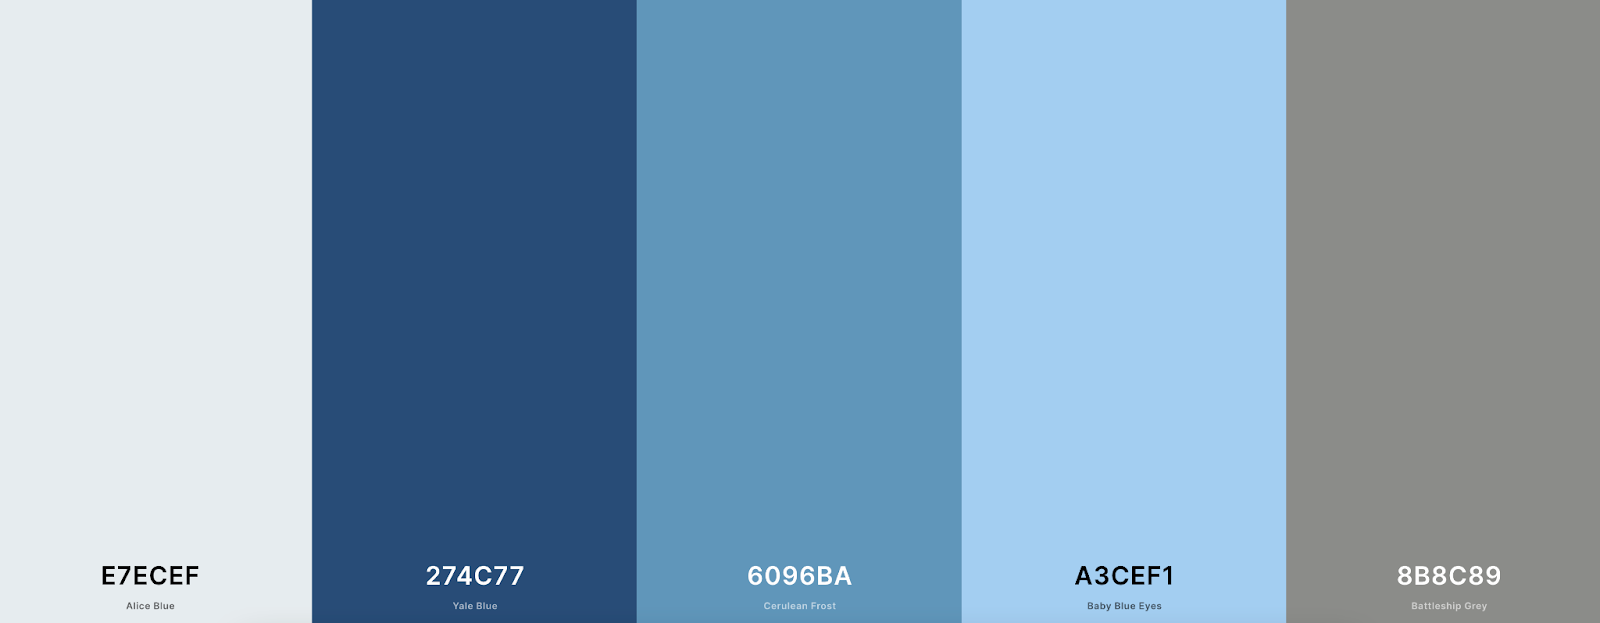 E7ECEF
Alice Blue
274C77
Yale Blue
6096BA
Cerulean Frost
A3CEF1
Baby Blue Eyes
8B8C89
Battleship Grey